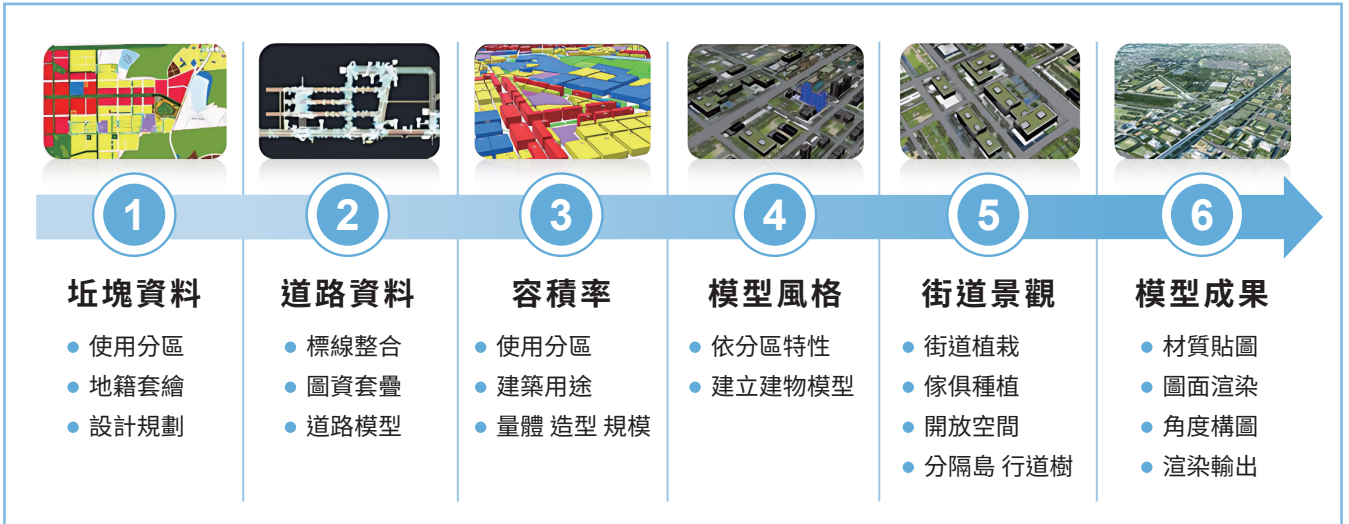 1
坵塊資料
使用分區
地籍套繪
設計規劃
2
道路資料
標線整合
圖資套疊
道路模型
3
容積率
使用分區
建築用途
量體 造型 規模
4
模型風格
依分區特性
建立建物模型
5
街道景觀
街道植栽
傢俱種植
開放空間
分隔島 行道樹
6
模型成果
材質貼圖
圖面渲染
角度構圖
渲染輸出